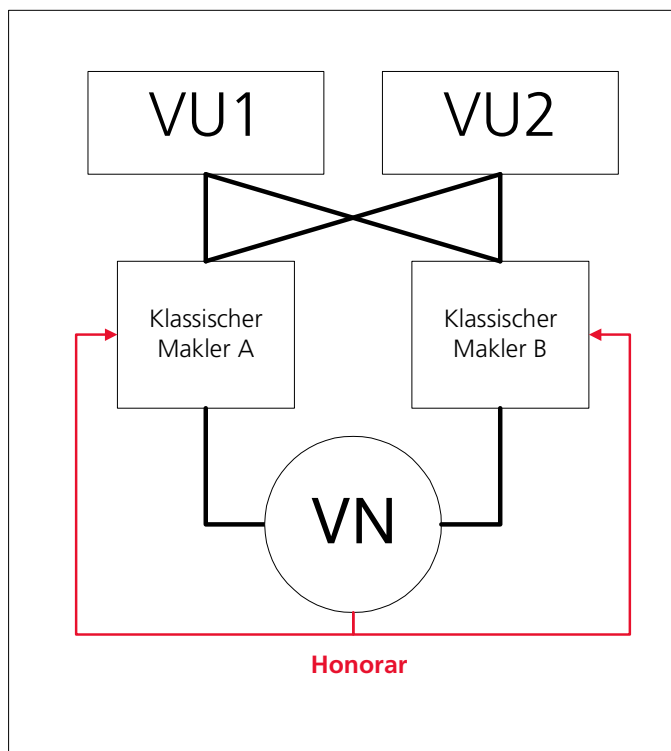 VU1
VU2
Klassischer
Makler A
Klassischer
Makler B
VN
Honorar